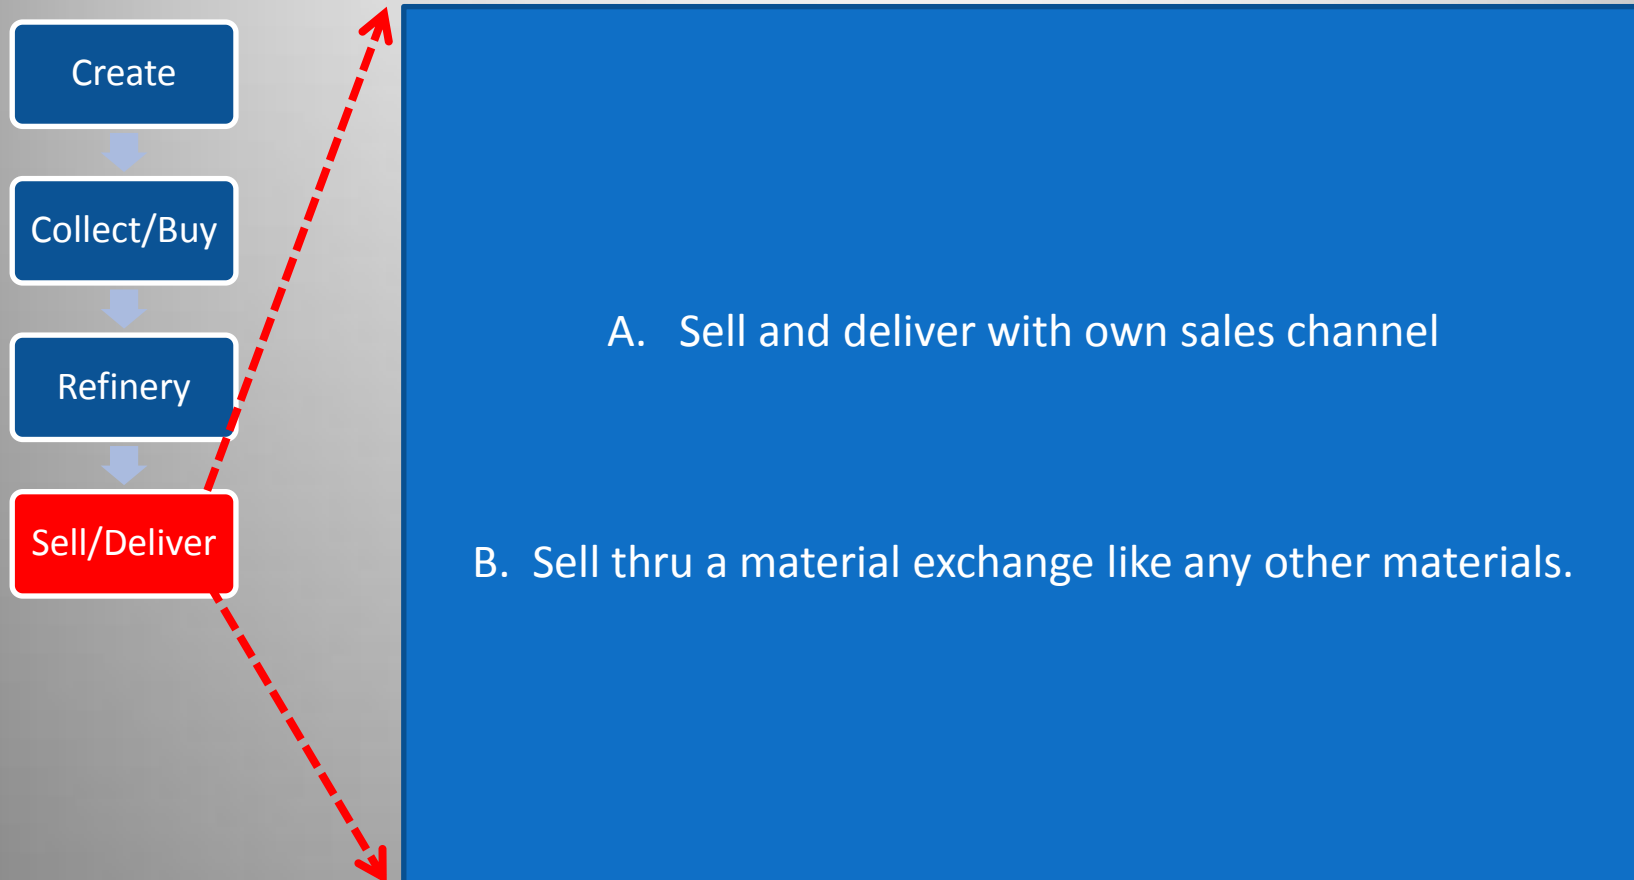 Create
Collect/Buy
Refinery
Sell/Deliver
A. Sell and deliver with own sales channel
B. Sell thru a material exchange like any other materials.